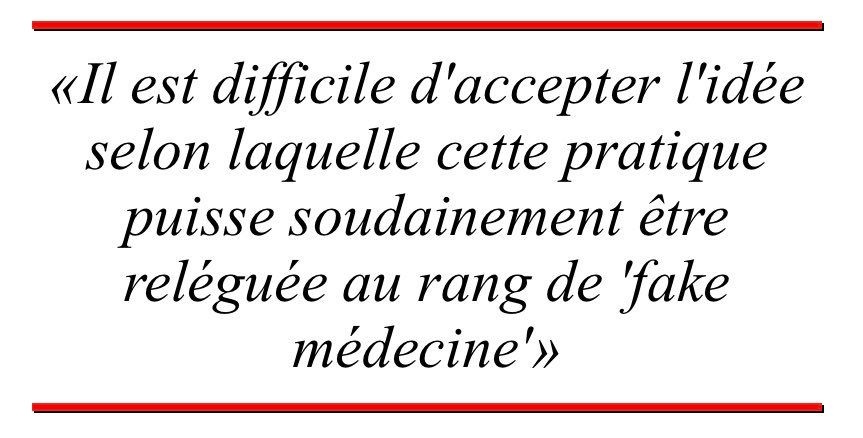 «Il est difficile d'accepter l'idée
selon laquelle cette pratique
puisse soudainement être
reléguée au rang de 'fake
médecine'»